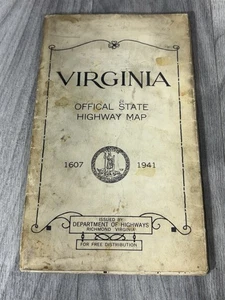 VIRGINIA
OFFICAL STATE
HIGHWAY MAP
1607 1941
ISSUED BY
DEPARTMENT OF HIGHWAYS
RICHMOND VIRGINIA
FOR FREE DISTRIBUTION